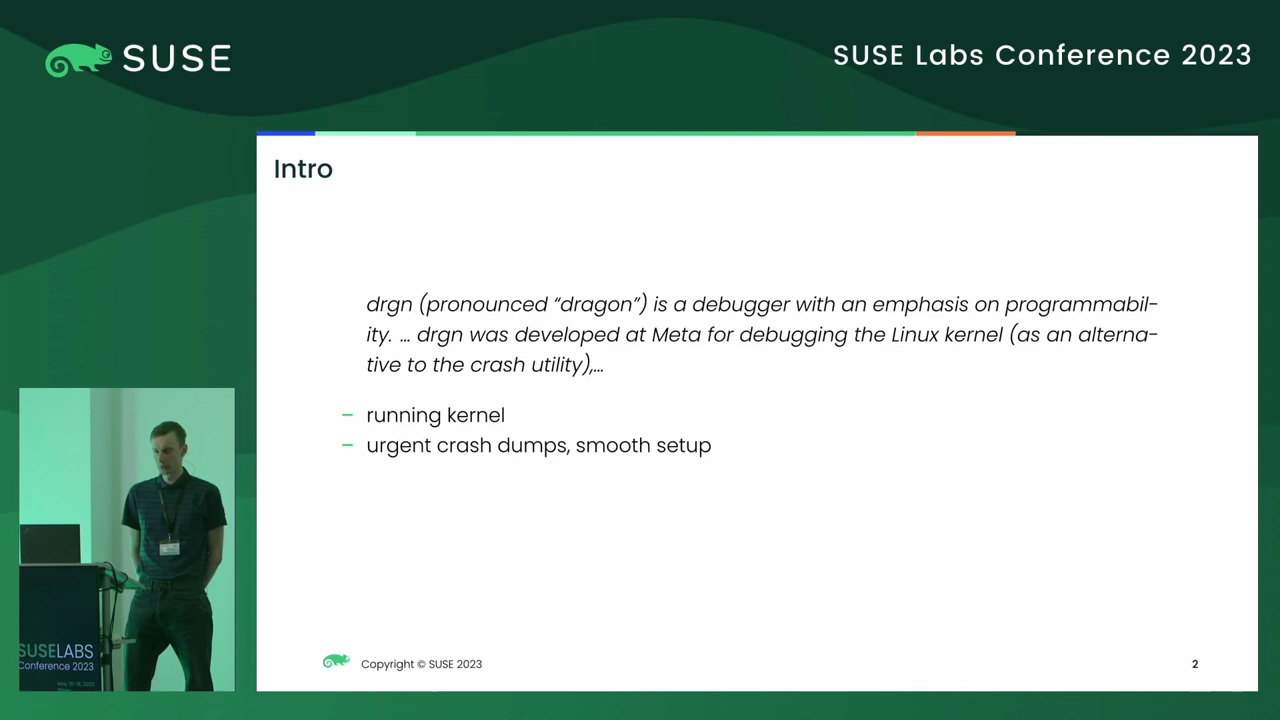 SUSE
SUSE Labs Conference 2023
Intro
drgn (pronounced “dragon”) is a debugger with an emphasis on programmabil-
ity. ... drgn was developed at Meta for debugging the Linux kernel (as an alterna-
tive to the crash utility),...
– running kernel
– urgent crash dumps, smooth setup
SUSELABS
Conference 2023
Copyright © SUSE 2023
2